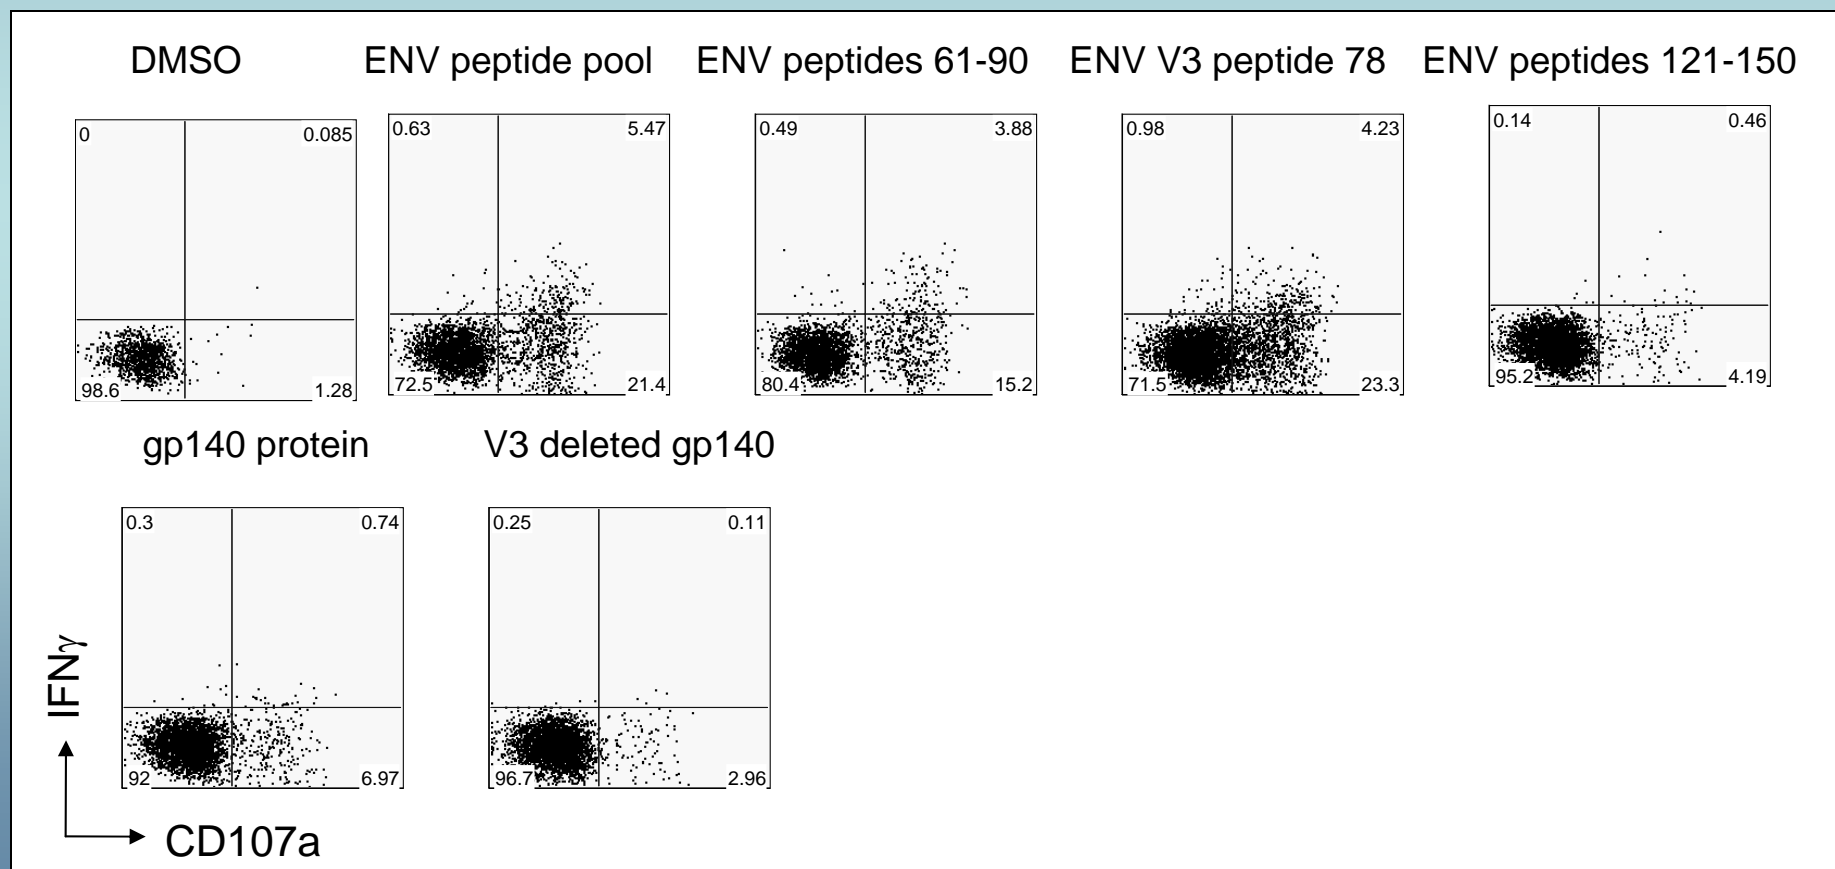 DMSO ENV peptide pool ENV peptides 61-90 ENV V3 peptide 78 ENV peptides 121-150
0 0.085 0.63 5.47 0.49 3.88 0.98 4.23 0.14 0.46
98.6 1.28 72.5 21.4 80.4 15.2 71.5 23.3 95.2 4.19
gp140 protein V3 deleted gp140
0.3 0.74 0.25 0.11
92 6.97 96.7 2.96
IFNγ
CD107a